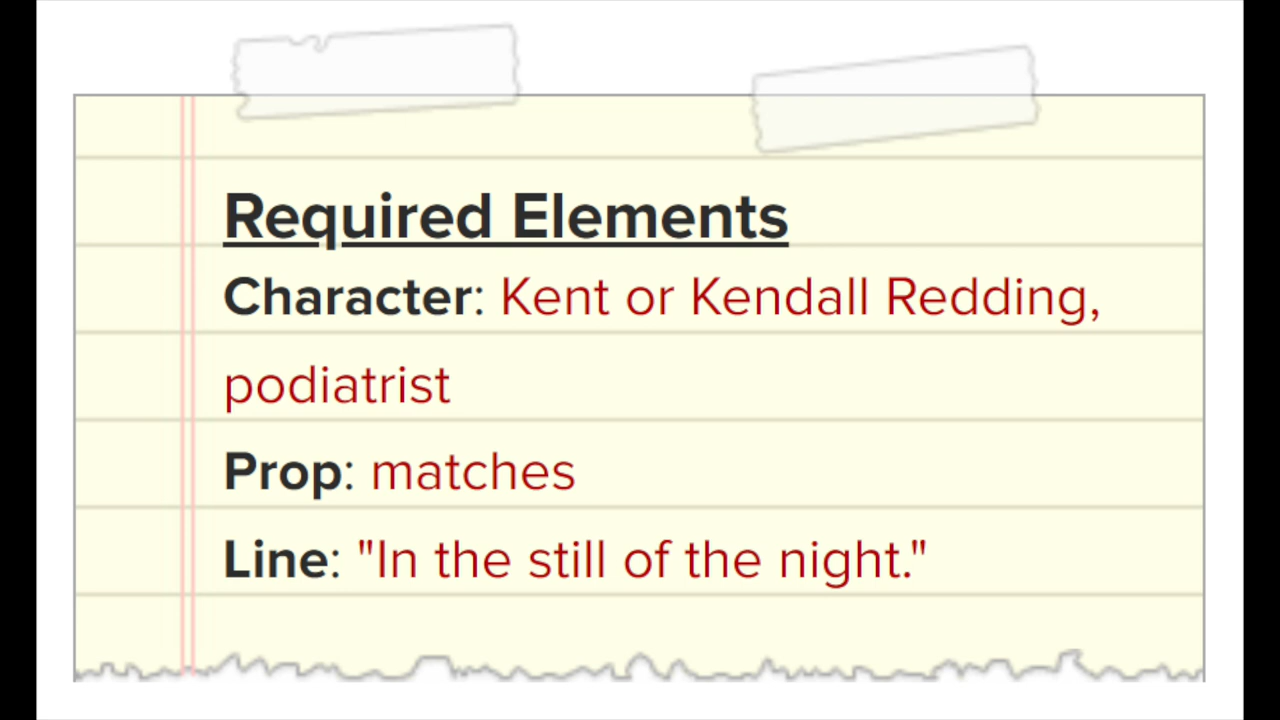 Required Elements
Character: Kent or Kendall Redding,
podiatrist
Prop: matches
Line: "In the still of the night."